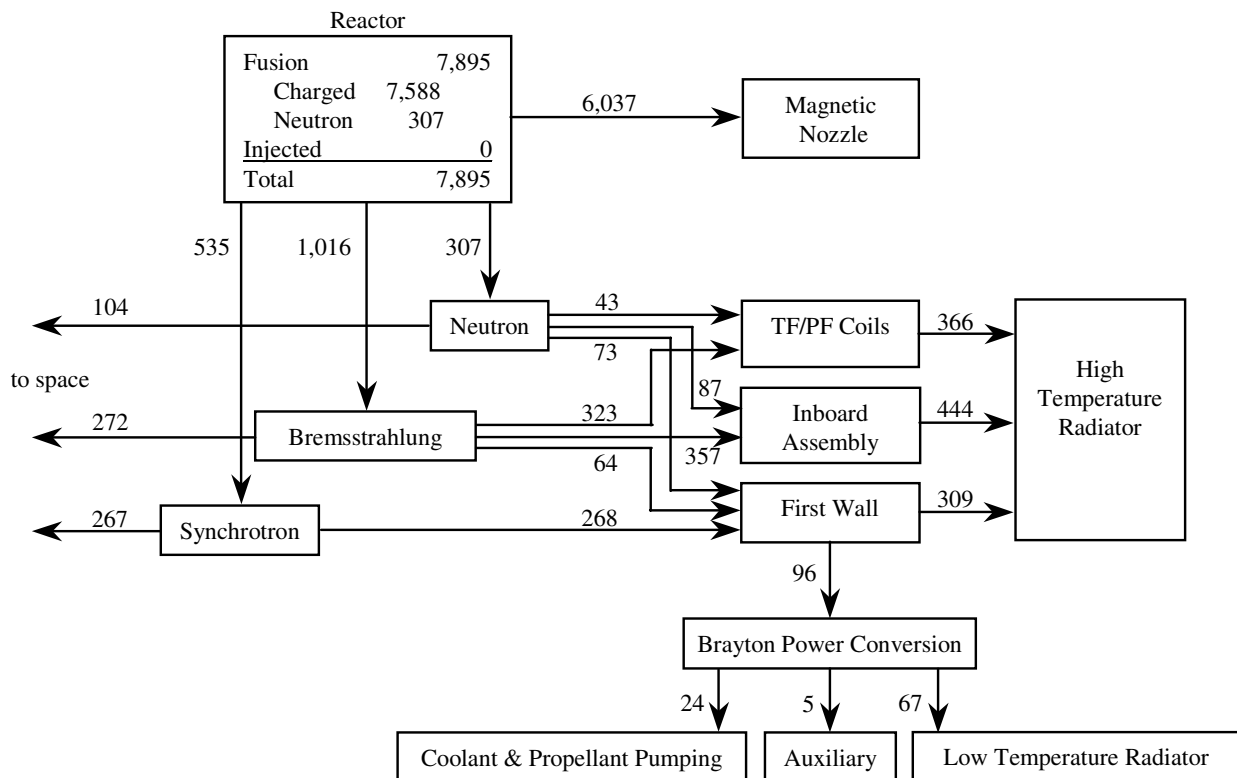 Reactor
Fusion 7,895
Charged 7,588
Neutron 307
Injected 0
Total 7,895
6,037
Magnetic
Nozzle
535
1,016
307
104
Neutron
43
73
87
TF/PF Coils
366
to space
272
Bremsstrahlung
323
357
64
Inboard
Assembly
444
High
Temperature
Radiator
267
Synchrotron
268
First Wall
309
96
Brayton Power Conversion
24
5
67
Coolant & Propellant Pumping
Auxiliary
Low Temperature Radiator